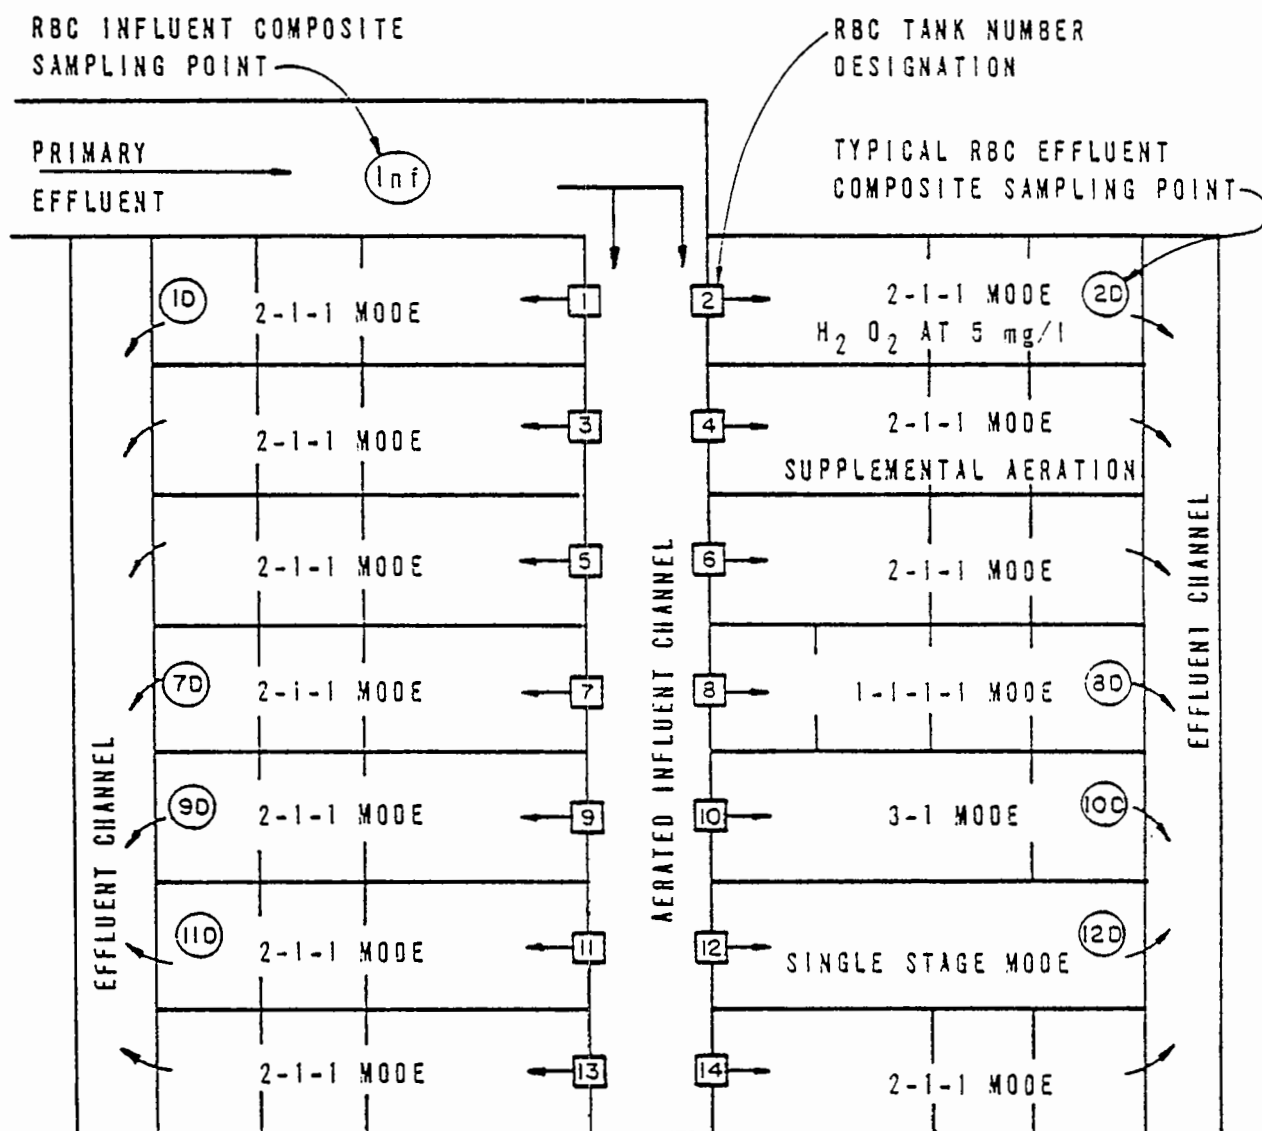 RBC INFLUENT COMPOSITE
SAMPLING POINT
RBC TANK NUMBER
DESIGNATION
PRIMARY
EFFLUENT
Inf
TYPICAL RBC EFFLUENT
COMPOSITE SAMPLING POINT
1D
2-1-1 MODE
1
2
2-1-1 MODE
H2 O2 AT 5 mg/l
2D
2-1-1 MODE
3
4
2-1-1 MODE
SUPPLEMENTAL AERATION
2-1-1 MODE
5
6
2-1-1 MODE
7D
2-1-1 MODE
7
8
1-1-1-1 MODE
8D
9D
2-1-1 MODE
9
10
3-1 MODE
10D
11D
2-1-1 MODE
11
12
SINGLE STAGE MODE
12D
2-1-1 MODE
13
14
2-1-1 MODE
EFFLUENT CHANNEL
AERATED INFLUENT CHANNEL
EFFLUENT CHANNEL